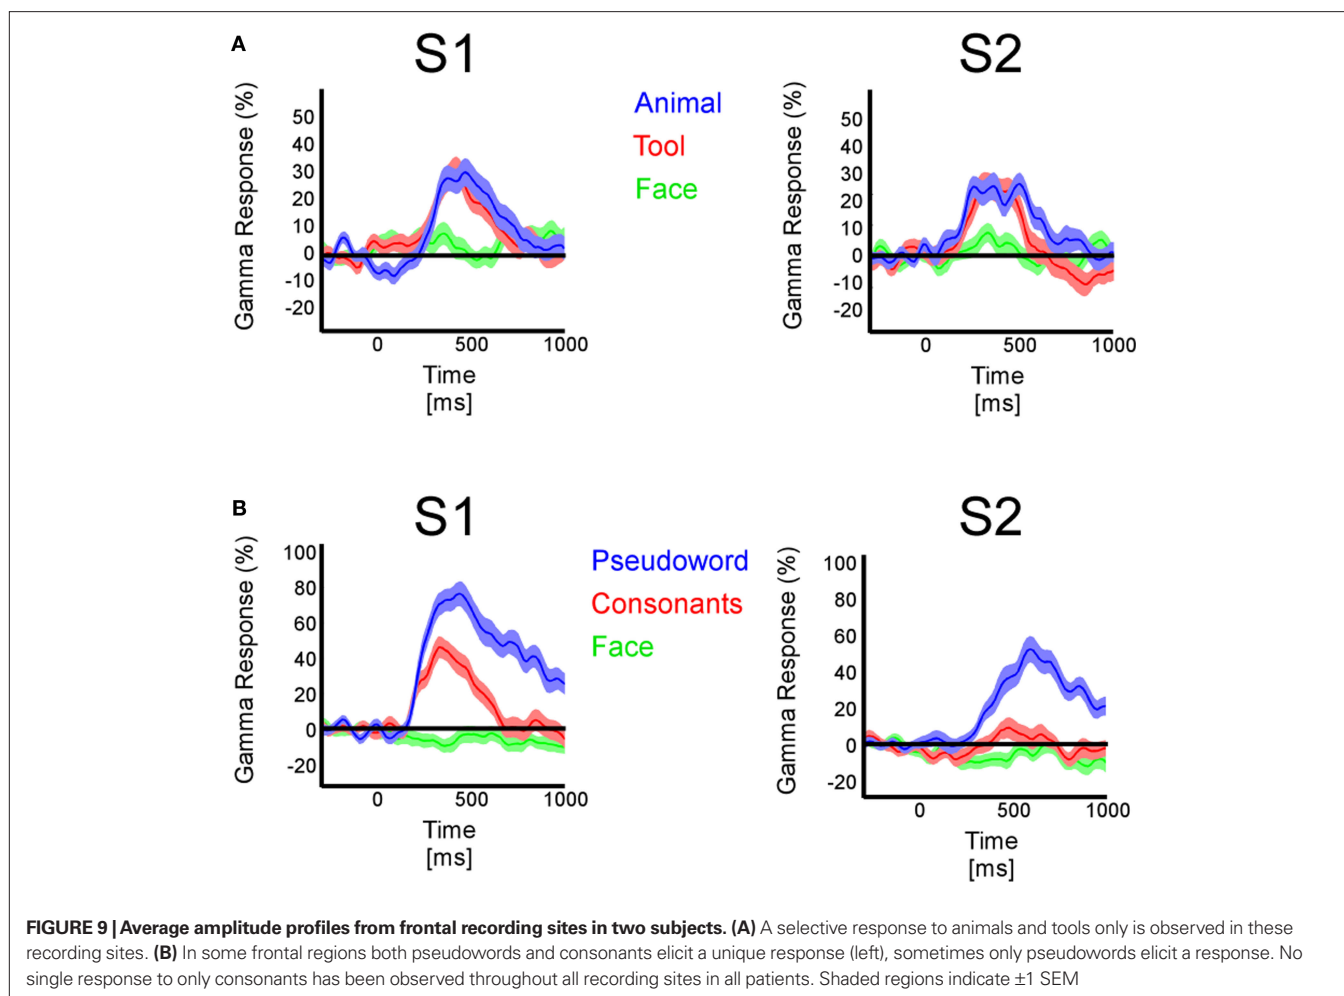 A
S1
Gamma Response (%)
50
40
30
20
10
0
-10
-20
0 500 1000
Time
[ms]
Animal
Tool
Face
S2
Gamma Response (%)
50
40
30
20
10
0
-10
-20
0 500 1000
Time
[ms]
B
S1
Gamma Response (%)
100
80
60
40
20
0
-20
0 500 1000
Time
[ms]
Pseudoword
Consonants
Face
S2
Gamma Response (%)
100
80
60
40
20
0
-20
0 500 1000
Time
[ms]
FIGURE 9 | Average amplitude profiles from frontal recording sites in two subjects. (A) A selective response to animals and tools only is observed in these
recording sites. (B) In some frontal regions both pseudowords and consonants elicit a unique response (left), sometimes only pseudowords elicit a response. No
single response to only consonants has been observed throughout all recording sites in all patients. Shaded regions indicate ±1 SEM